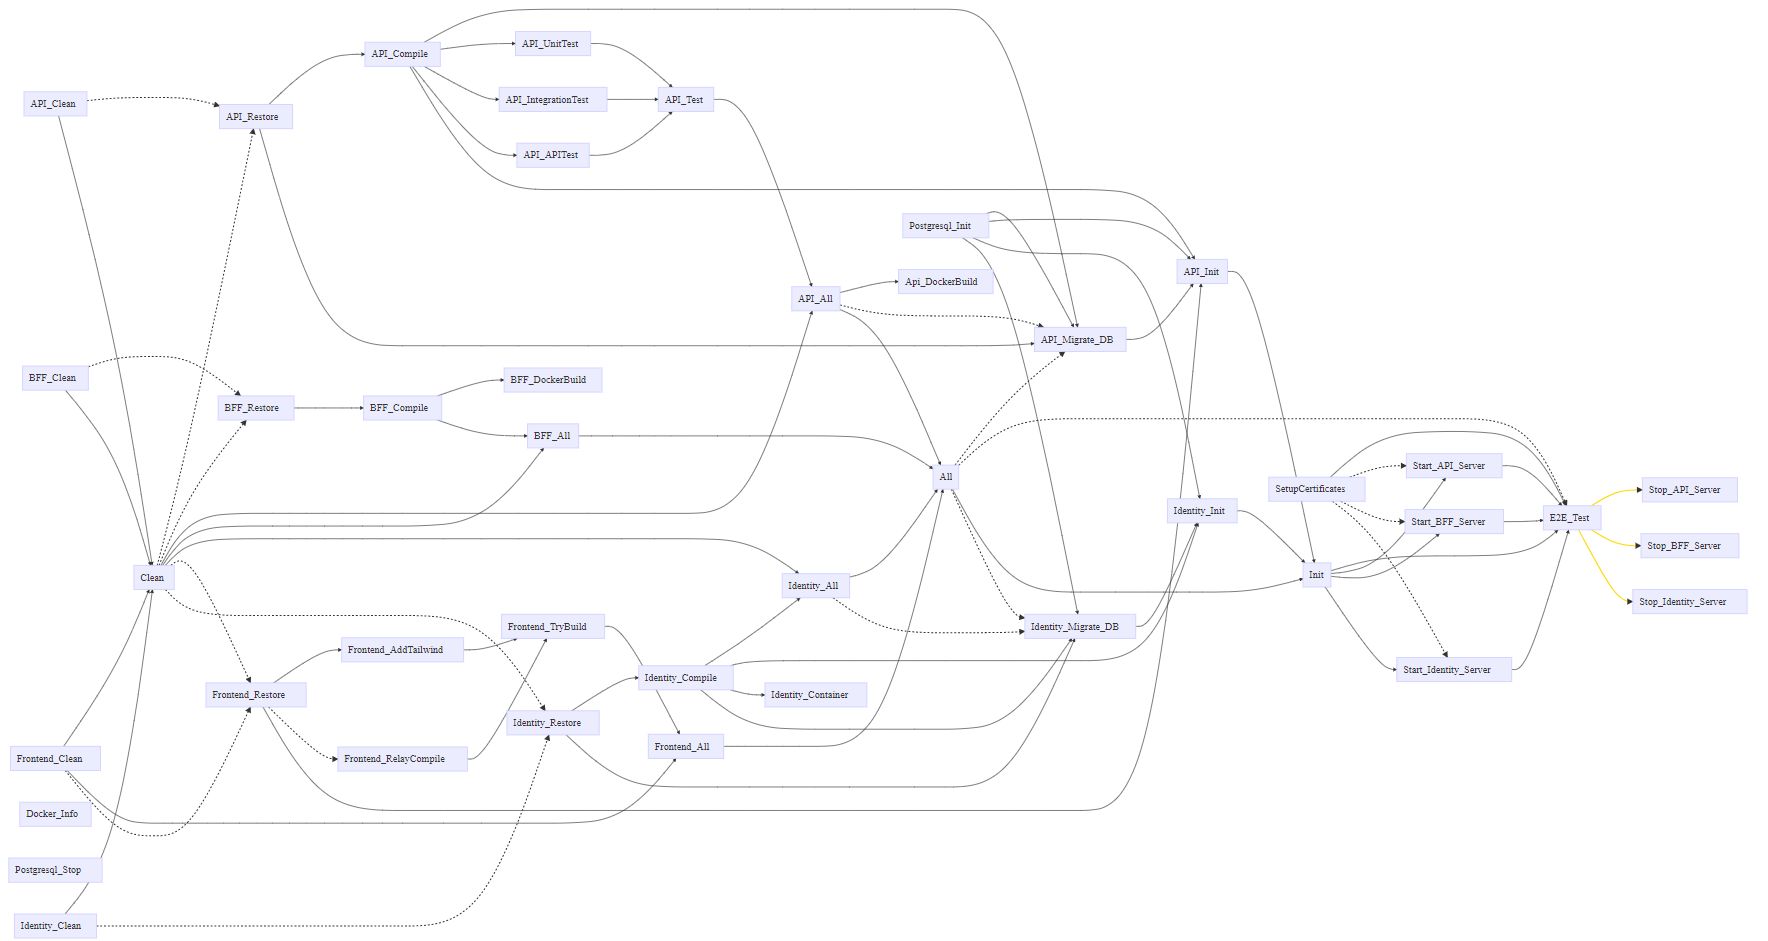 API_Compile
API_UnitTest
API_Clean
API_IntegrationTest
API_Test
API_Restore
API_APITest
Postgresql_Init
API_Init
Api_DockerBuild
API_All
API_Migrate_DB
BFF_Clean
BFF_DockerBuild
BFF_Restore
BFF_Compile
BFF_All
Start_API_Server
All
SetupCertificates
Stop_API_Server
Identity_Init
Start_BFF_Server
E2E_Test
Stop_BFF_Server
Clean
Init
Identity_All
Stop_Identity_Server
Frontend_TryBuild
Identity_Migrate_DB
Frontend_AddTailwind
Start_Identity_Server
Identity_Compile
Frontend_Restore
Identity_Container
Identity_Restore
Frontend_All
Frontend_Clean
Frontend_RelayCompile
Docker_Info
Postgresql_Stop
Identity_Clean